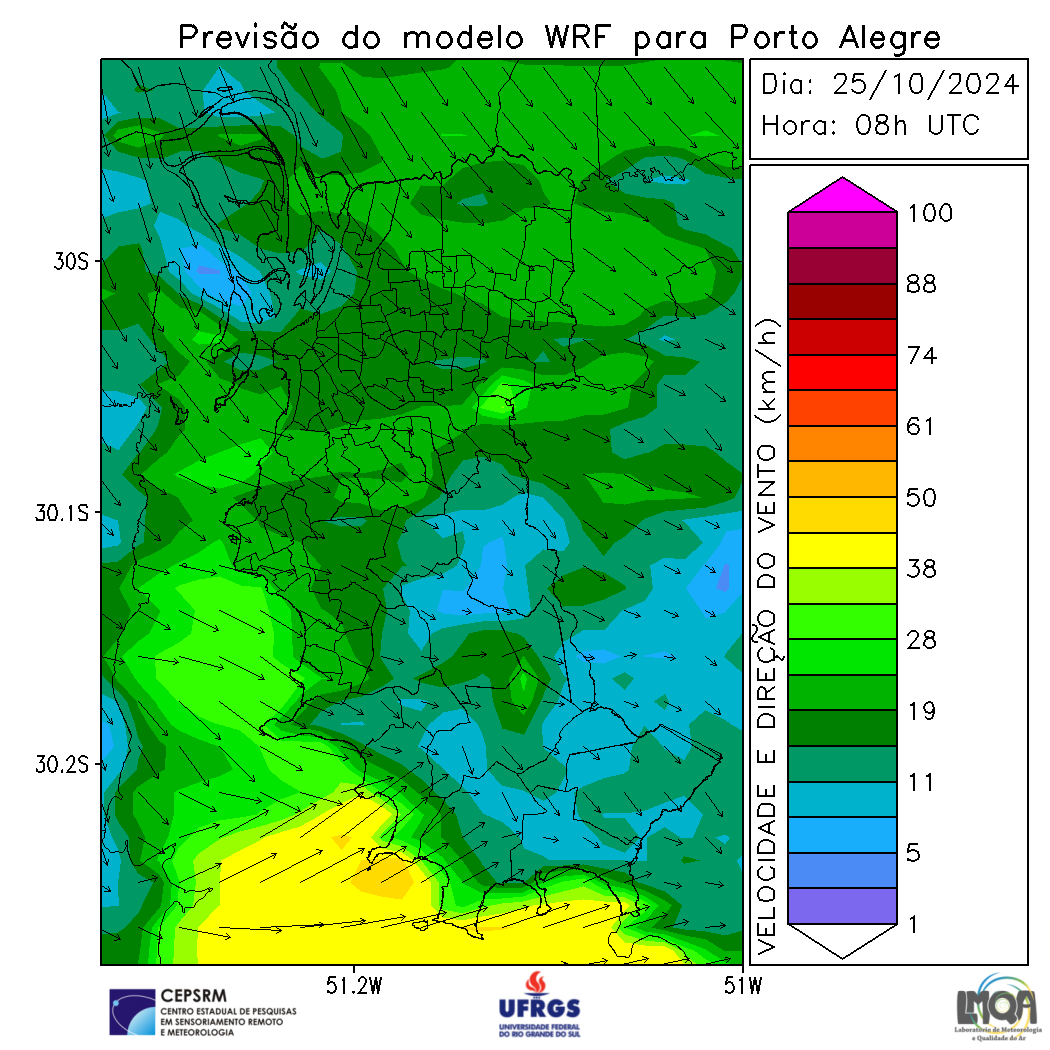 Previsão do modelo WRF para Porto Alegre
Dia: 25/10/2024
Hora: 08h UTC
30S
30.1S
30.2S
51.2W
51W
VELOCIDADE E DIREÇÃO DO VENTO (km/h)
100
88
74
61
50
38
28
19
11
5
1
CEPSRM
CENTRO ESTADUAL DE PESQUISAS
EM SENSORIAMENTO REMOTO
E METEOROLOGIA
UFRGS
UNIVERSIDADE FEDERAL
DO RIO GRANDE DO SUL
LMQA
Laboratório de Meteorologia
e Qualidade do Ar